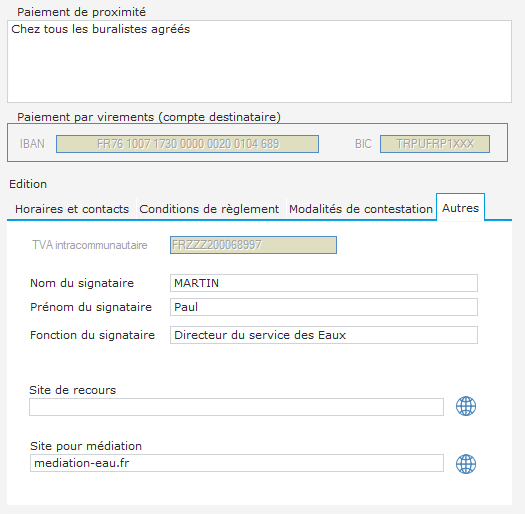 Paiement de proximité
Chez tous les buralistes agréés
Paiement par virements (compte destinataire)
IBAN FR76 1007 1730 0000 0020 0104 689 BIC TRPUFRP1XXX
Edition
Horaires et contacts Conditions de règlement Modalités de contestation Autres
TVA intracommunautaire FRZZZ200068997
Nom du signataire MARTIN
Prénom du signataire Paul
Fonction du signataire Directeur du service des Eaux
Site de recours
Site pour médiation
mediation-eau.fr